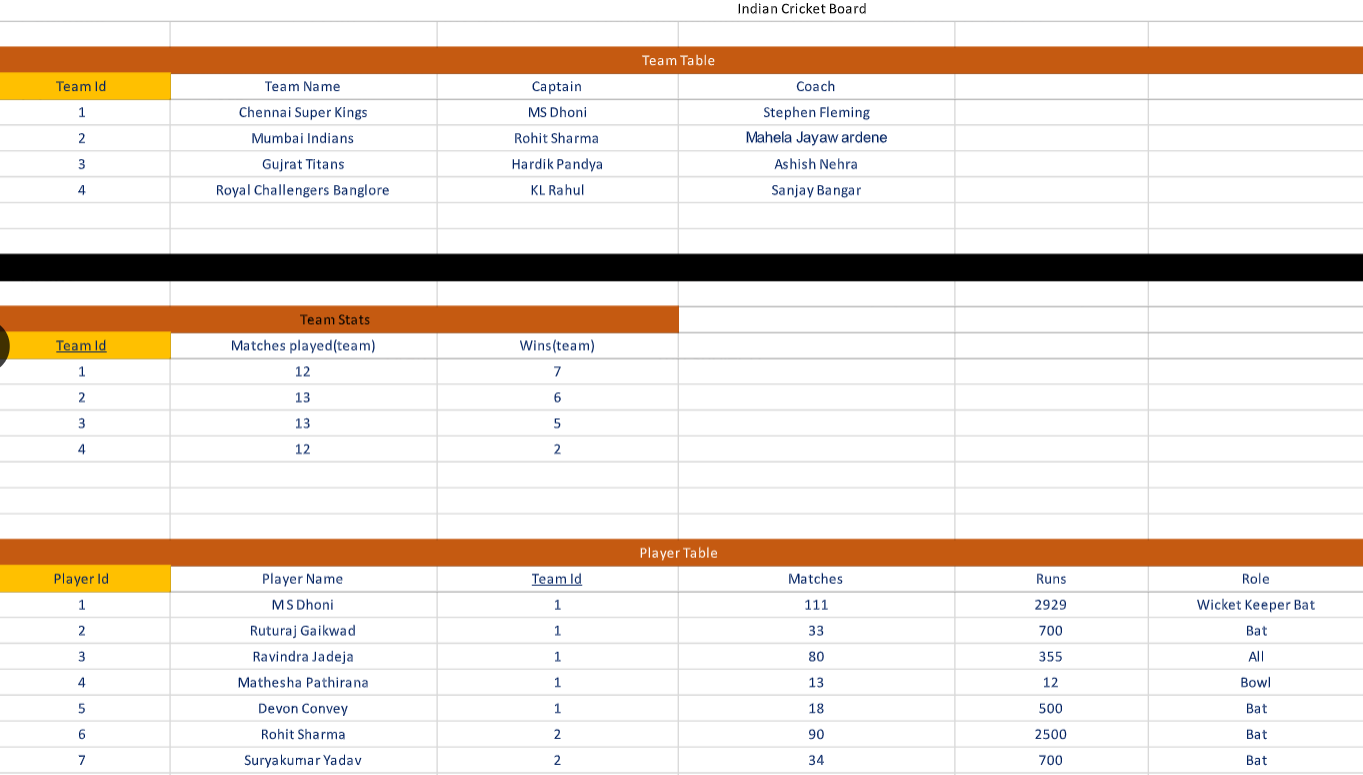 Indian Cricket Board
Team Table
Team Id Team Name Captain Coach
1 Chennai Super Kings MS Dhoni Stephen Fleming
2 Mumbai Indians Rohit Sharma Mahela Jayaw ardene
3 Gujrat Titans Hardik Pandya Ashish Nehra
4 Royal Challengers Banglore KL Rahul Sanjay Bangar
Team Stats
Team Id Matches played(team) Wins(team)
1 12 7
2 13 6
3 13 5
4 12 2
Player Table
Player Id Player Name Team Id Matches Runs Role
1 M S Dhoni 1 111 2929 Wicket Keeper Bat
2 Ruturaj Gaikwad 1 33 700 Bat
3 Ravindra Jadeja 1 80 355 All
4 Mathesha Pathirana 1 13 12 Bowl
5 Devon Convey 1 18 500 Bat
6 Rohit Sharma 2 90 2500 Bat
7 Suryakumar Yadav 2 34 700 Bat